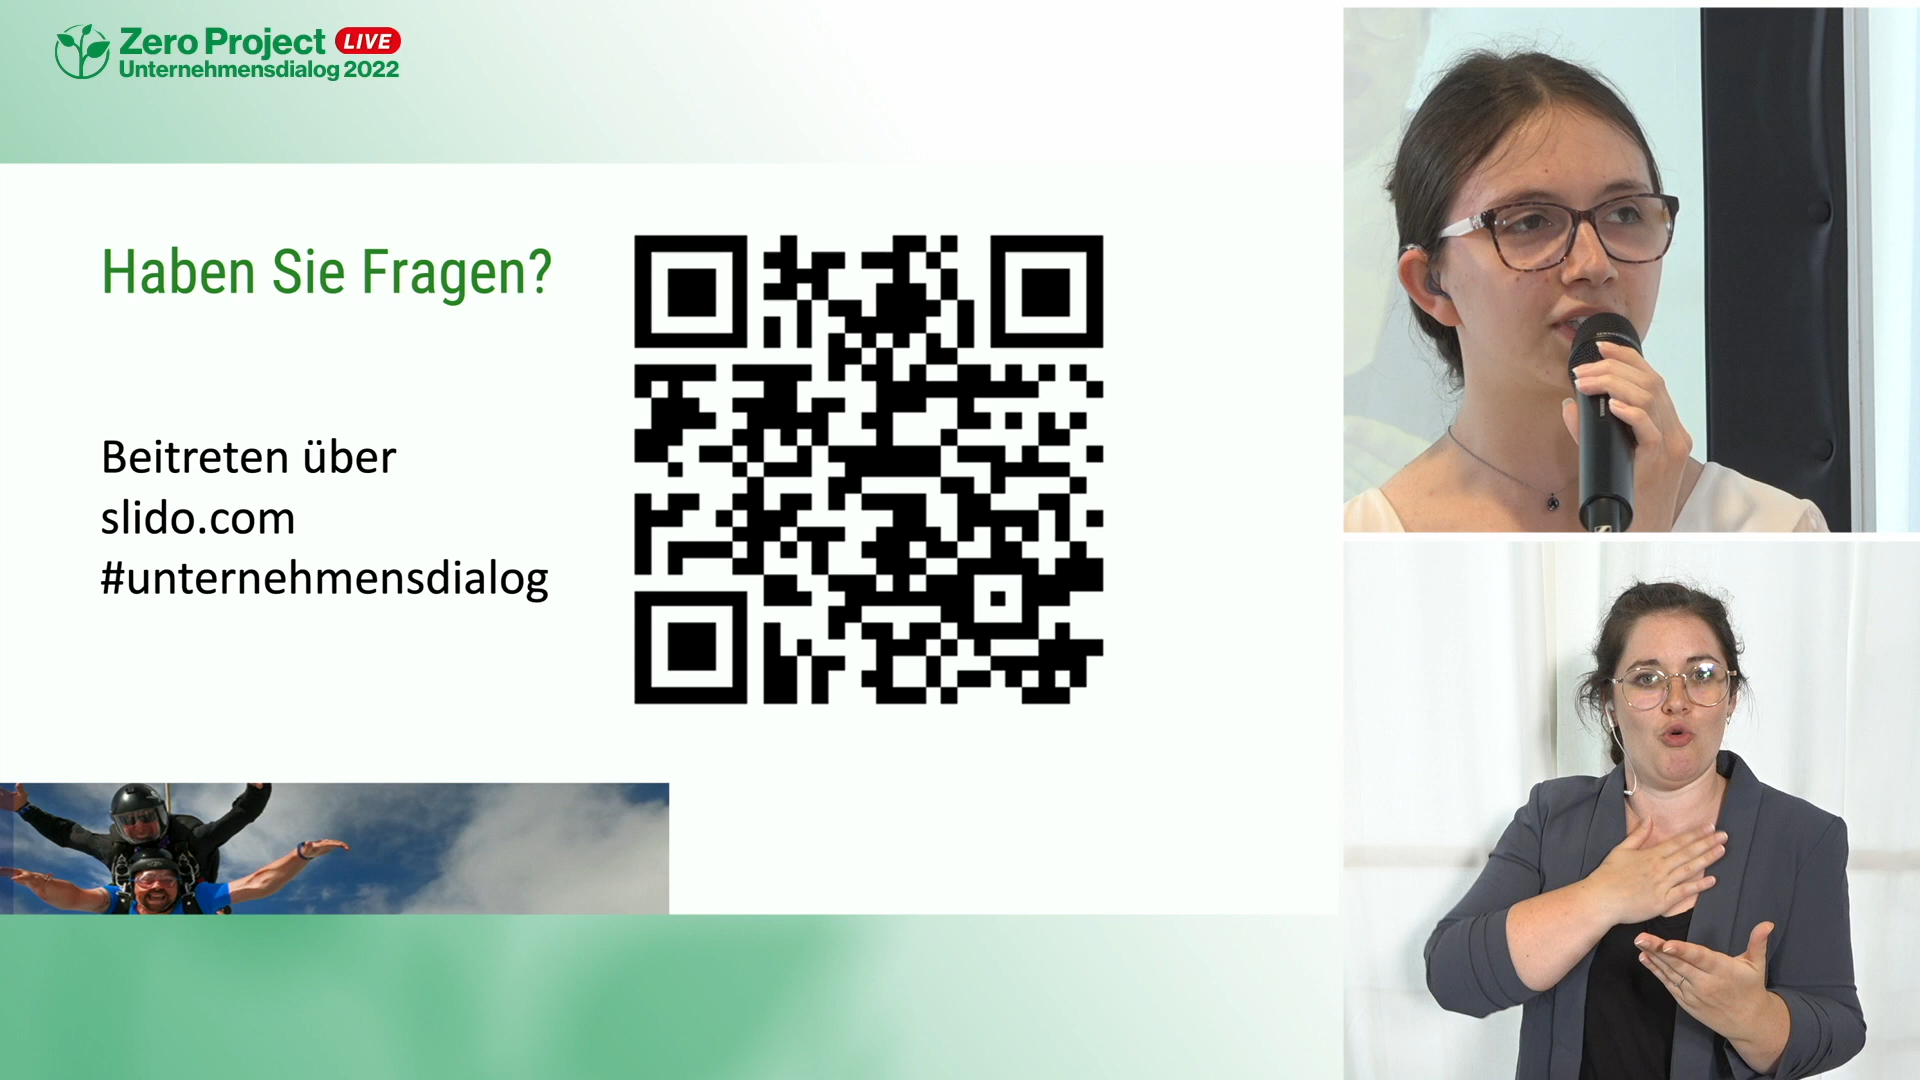 Zero Project LIVE
Unternehmensdialog 2022
Haben Sie Fragen?
Beitreten über
slido.com
#unternehmensdialog